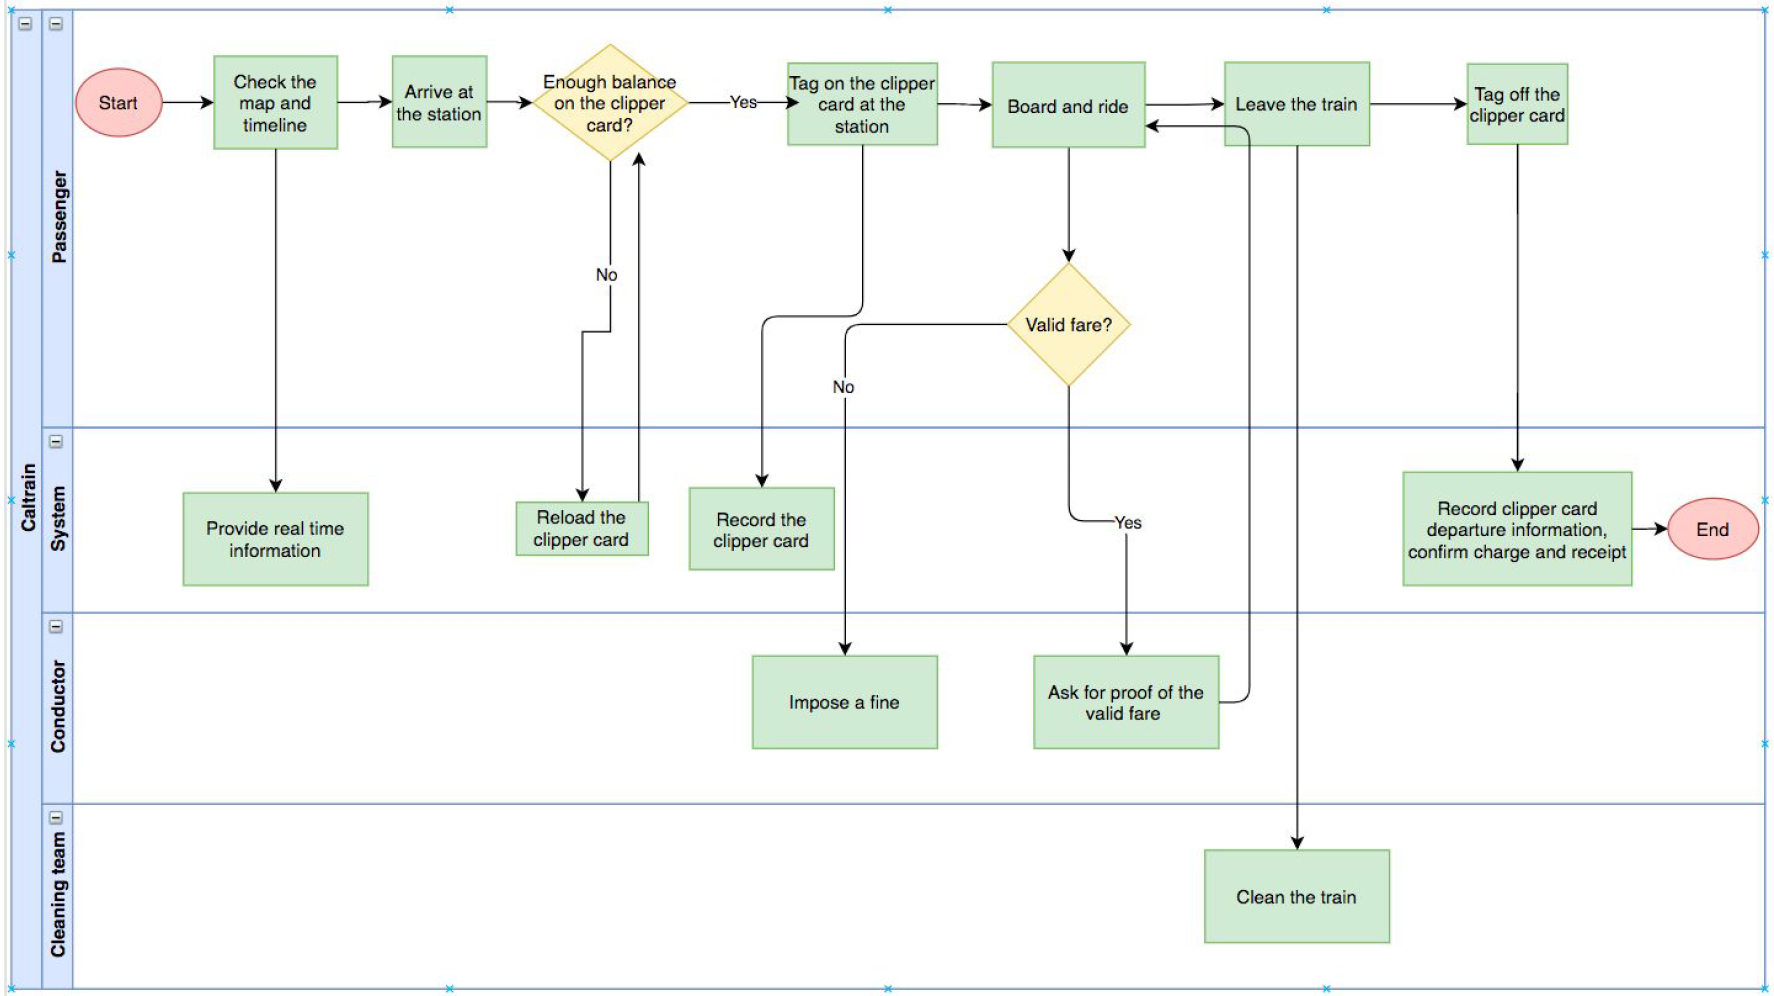 Caltrain
Passenger
Start
Check the
map and
timeline
Arrive at
the station
Enough balance
on the clipper
card?
Yes
Tag on the clipper
card at the
station
Board and ride
Leave the train
Tag off the
clipper card
No
Valid fare?
No
System
Provide real time
information
Reload the
clipper card
Record the
clipper card
Yes
Record clipper card
departure information,
confirm charge and receipt
End
Conductor
Impose a fine
Ask for proof of the
valid fare
Cleaning team
Clean the train